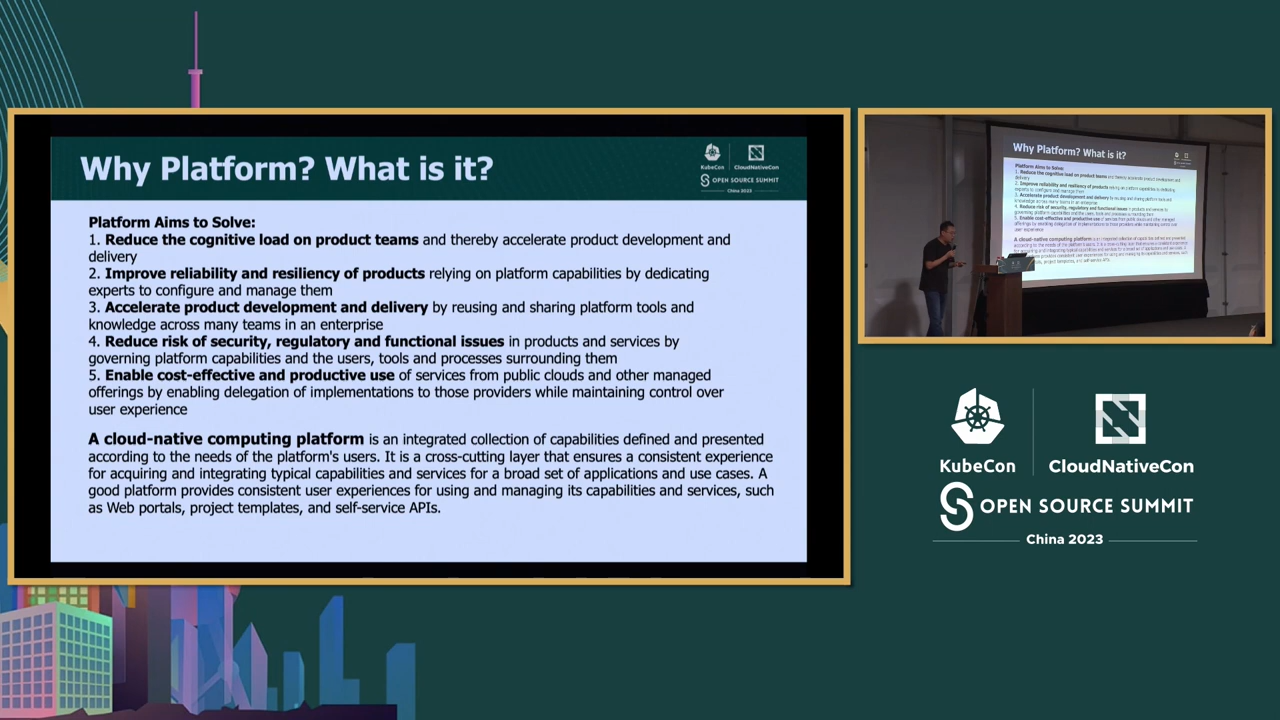 Why Platform? What is it?
KubeCon
CloudNativeCon
OPEN SOURCE SUMMIT
China 2023
Platform Aims to Solve:
1. Reduce the cognitive load on product teams and thereby accelerate product development and
delivery
2. Improve reliability and resiliency of products relying on platform capabilities by dedicating
experts to configure and manage them
3. Accelerate product development and delivery by reusing and sharing platform tools and
knowledge across many teams in an enterprise
4. Reduce risk of security, regulatory and functional issues in products and services by
governing platform capabilities and the users, tools and processes surrounding them
5. Enable cost-effective and productive use of services from public clouds and other managed
offerings by enabling delegation of implementations to those providers while maintaining control over
user experience
A cloud-native computing platform is an integrated collection of capabilities defined and presented
according to the needs of the platform's users. It is a cross-cutting layer that ensures a consistent experience
for acquiring and integrating typical capabilities and services for a broad set of applications and use cases. A
good platform provides consistent user experiences for using and managing its capabilities and services, such
as Web portals, project templates, and self-service APIs.
Why Platform? What is it?
Platform Aims to Solve:
KubeCon
CloudNativeCon
OPEN SOURCE SUMMIT
China 2023